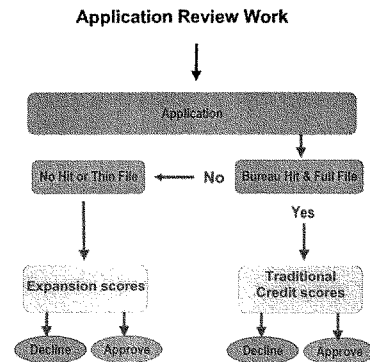 Application Review Work
Application
No Hit or Thin File
No
Bureau Hit & Full File
Yes
Expansion scores
Traditional
Credit scores
Decline
Approve
Decline
Approve